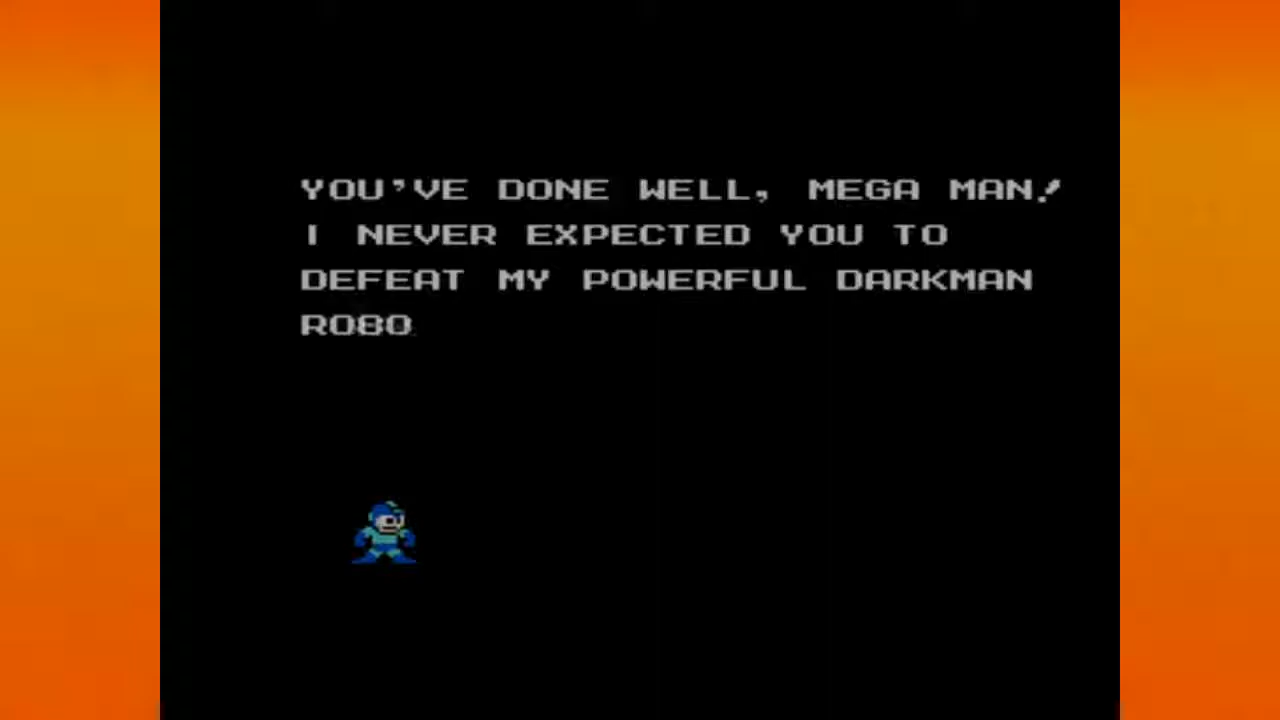 YOU'VE DONE WELL, MEGA MAN!
I NEVER EXPECTED YOU TO
DEFEAT MY POWERFUL DARKMAN
ROBO